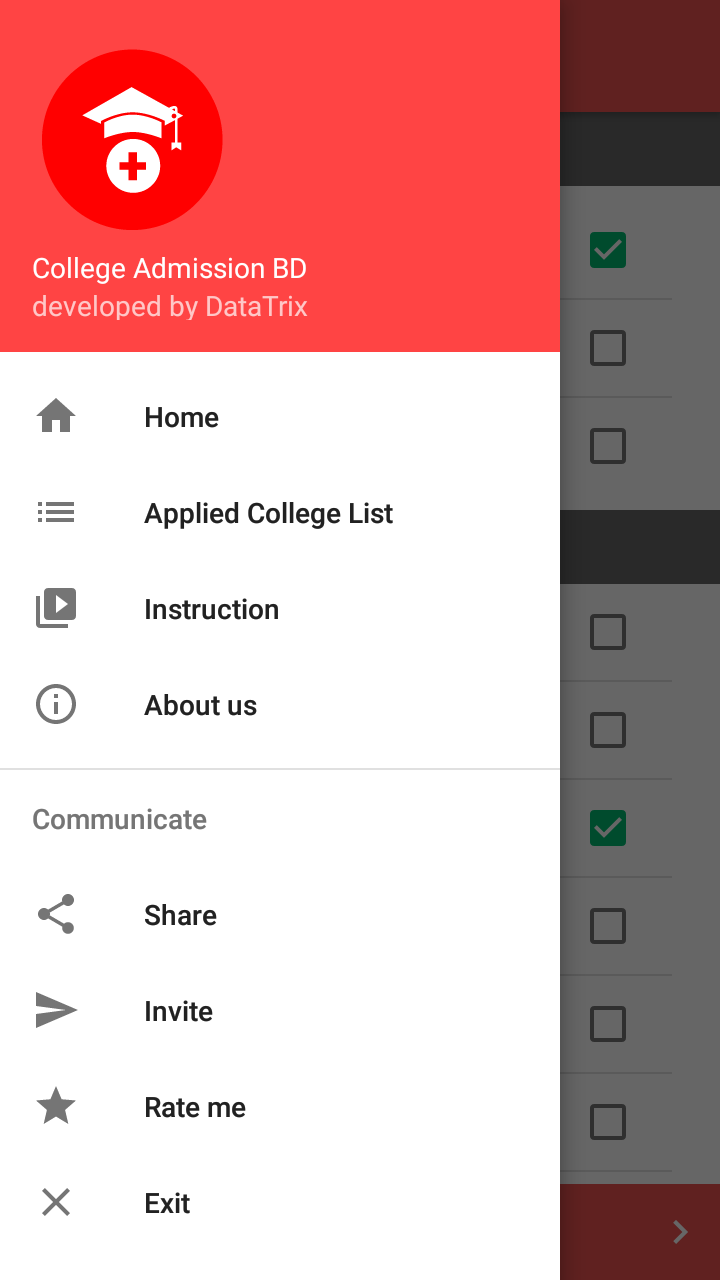 College Admission BD
developed by DataTrix
Home
Applied College List
Instruction
About us
Communicate
Share
Invite
Rate me
Exit